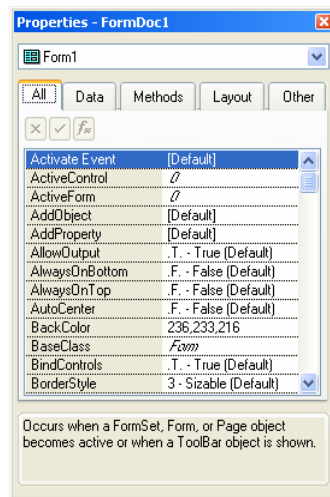 Properties - FormDoc1
Form1
All Data Methods Layout Other
Activate Event [Default]
ActiveControl 0
ActiveForm 0
AddObject [Default]
AddProperty [Default]
AllowOutput .T. - True (Default)
AlwaysOnBottom .F. - False (Default)
AlwaysOnTop .F. - False (Default)
AutoCenter .F. - False (Default)
BackColor 236,233,216
BaseClass Form
BindControls .T. - True (Default)
BorderStyle 3 - Sizable (Default)
Occurs when a FormSet, Form, or Page object
becomes active or when a ToolBar object is shown.